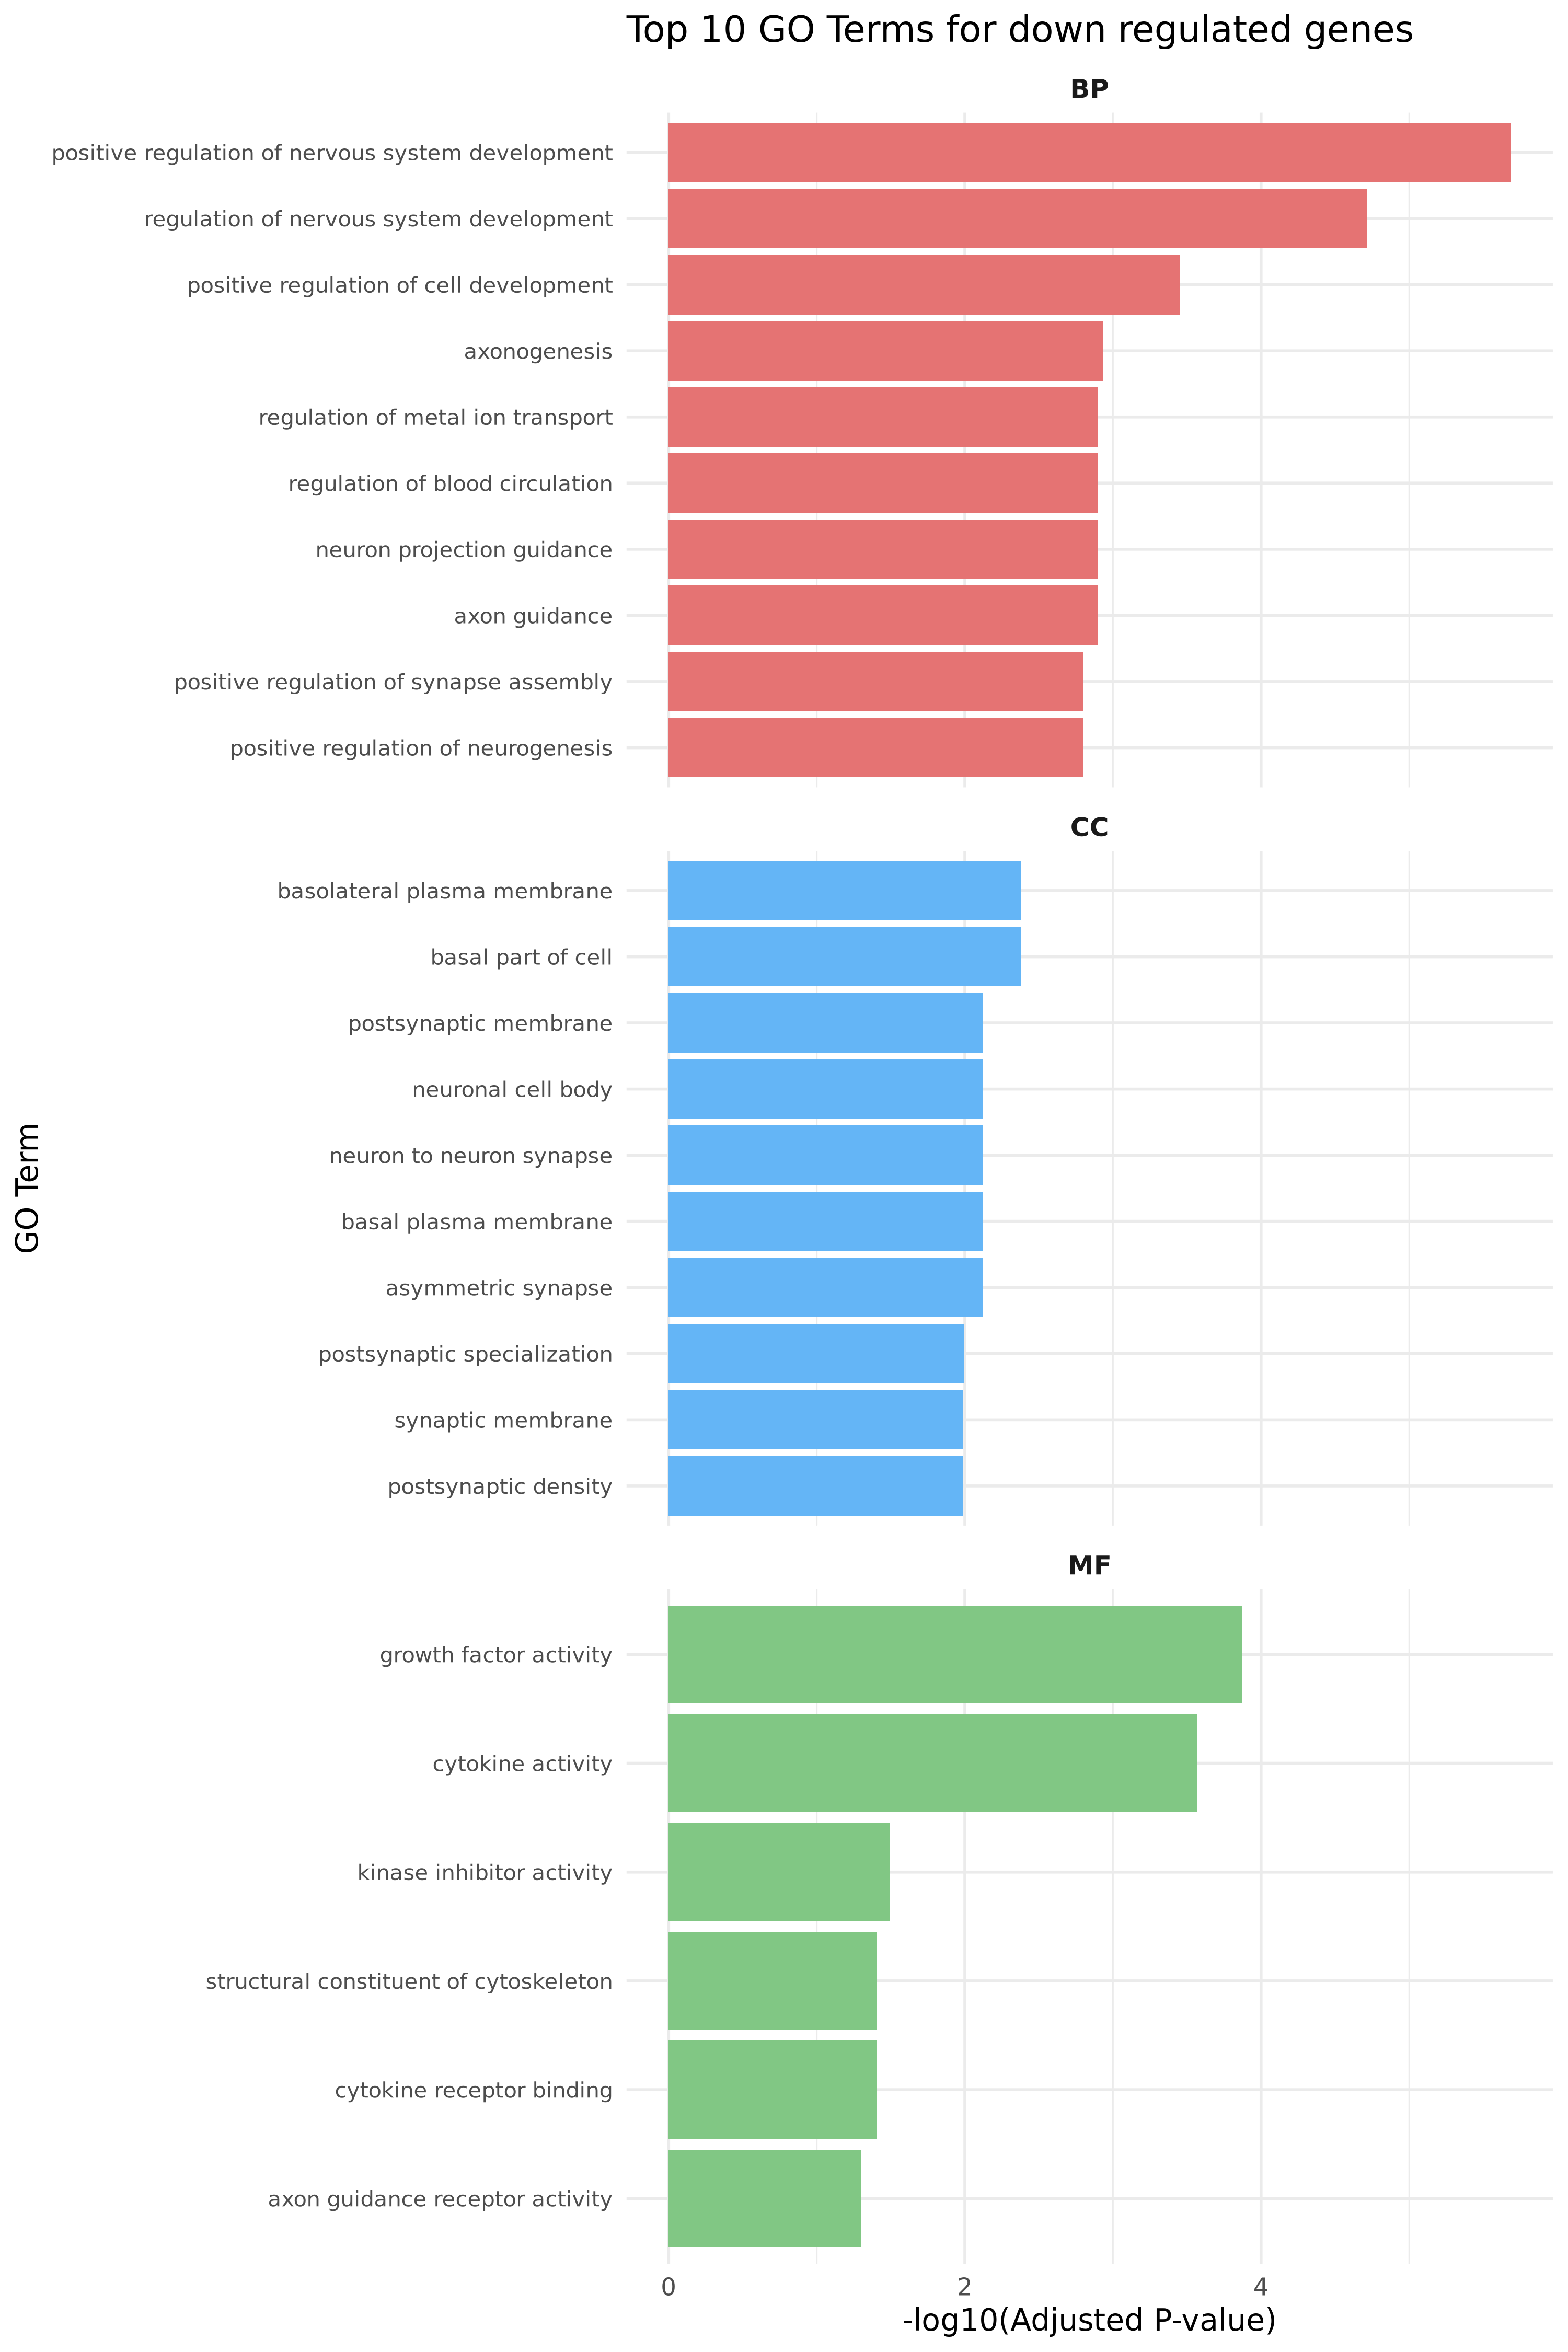 Top 10 GO Terms for down regulated genes
BP
positive regulation of nervous system development
regulation of nervous system development
positive regulation of cell development
axonogenesis
regulation of metal ion transport
regulation of blood circulation
neuron projection guidance
axon guidance
positive regulation of synapse assembly
positive regulation of neurogenesis
CC
basolateral plasma membrane
basal part of cell
postsynaptic membrane
neuronal cell body
neuron to neuron synapse
basal plasma membrane
asymmetric synapse
postsynaptic specialization
synaptic membrane
postsynaptic density
GO Term
MF
growth factor activity
cytokine activity
kinase inhibitor activity
structural constituent of cytoskeleton
cytokine receptor binding
axon guidance receptor activity
0 2 4
-log10(Adjusted P-value)